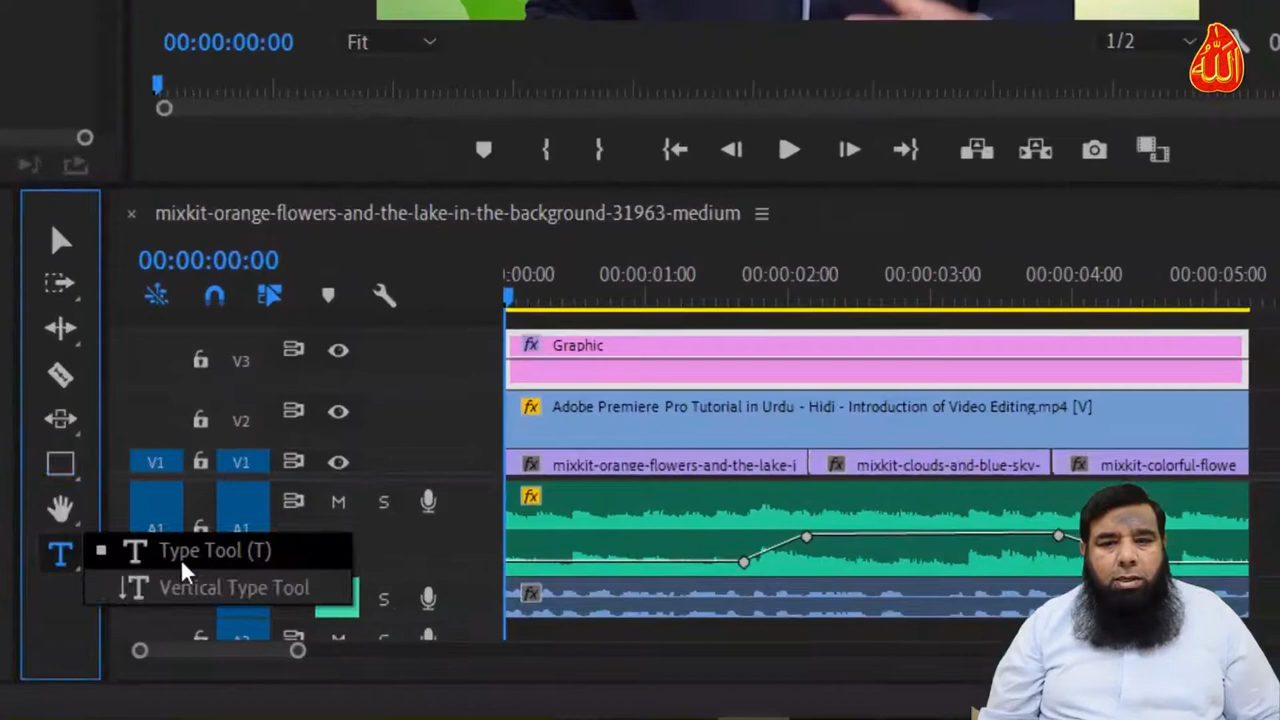 00:00:00:00 Fit 1/2
الله
mixkit-orange-flowers-and-the-lake-in-the-background-31963-medium
00:00:00:00
:00:00 00:00:01:00 00:00:02:00 00:00:03:00 00:00:04:00 00:00:05:00
V3 fx Graphic
V2 fx Adobe Premiere Pro Tutorial in Urdu - Hidi - Introduction of Video Editing.mp4 [V]
V1 V1 fx mixkit-orange-flowers-and-the-lake-i fx mixkit-clouds-and-blue-sky- fx mixkit-colorful-flowe
A1 A1 M S fx
T Type Tool (T)
T Vertical Type Tool
S fx